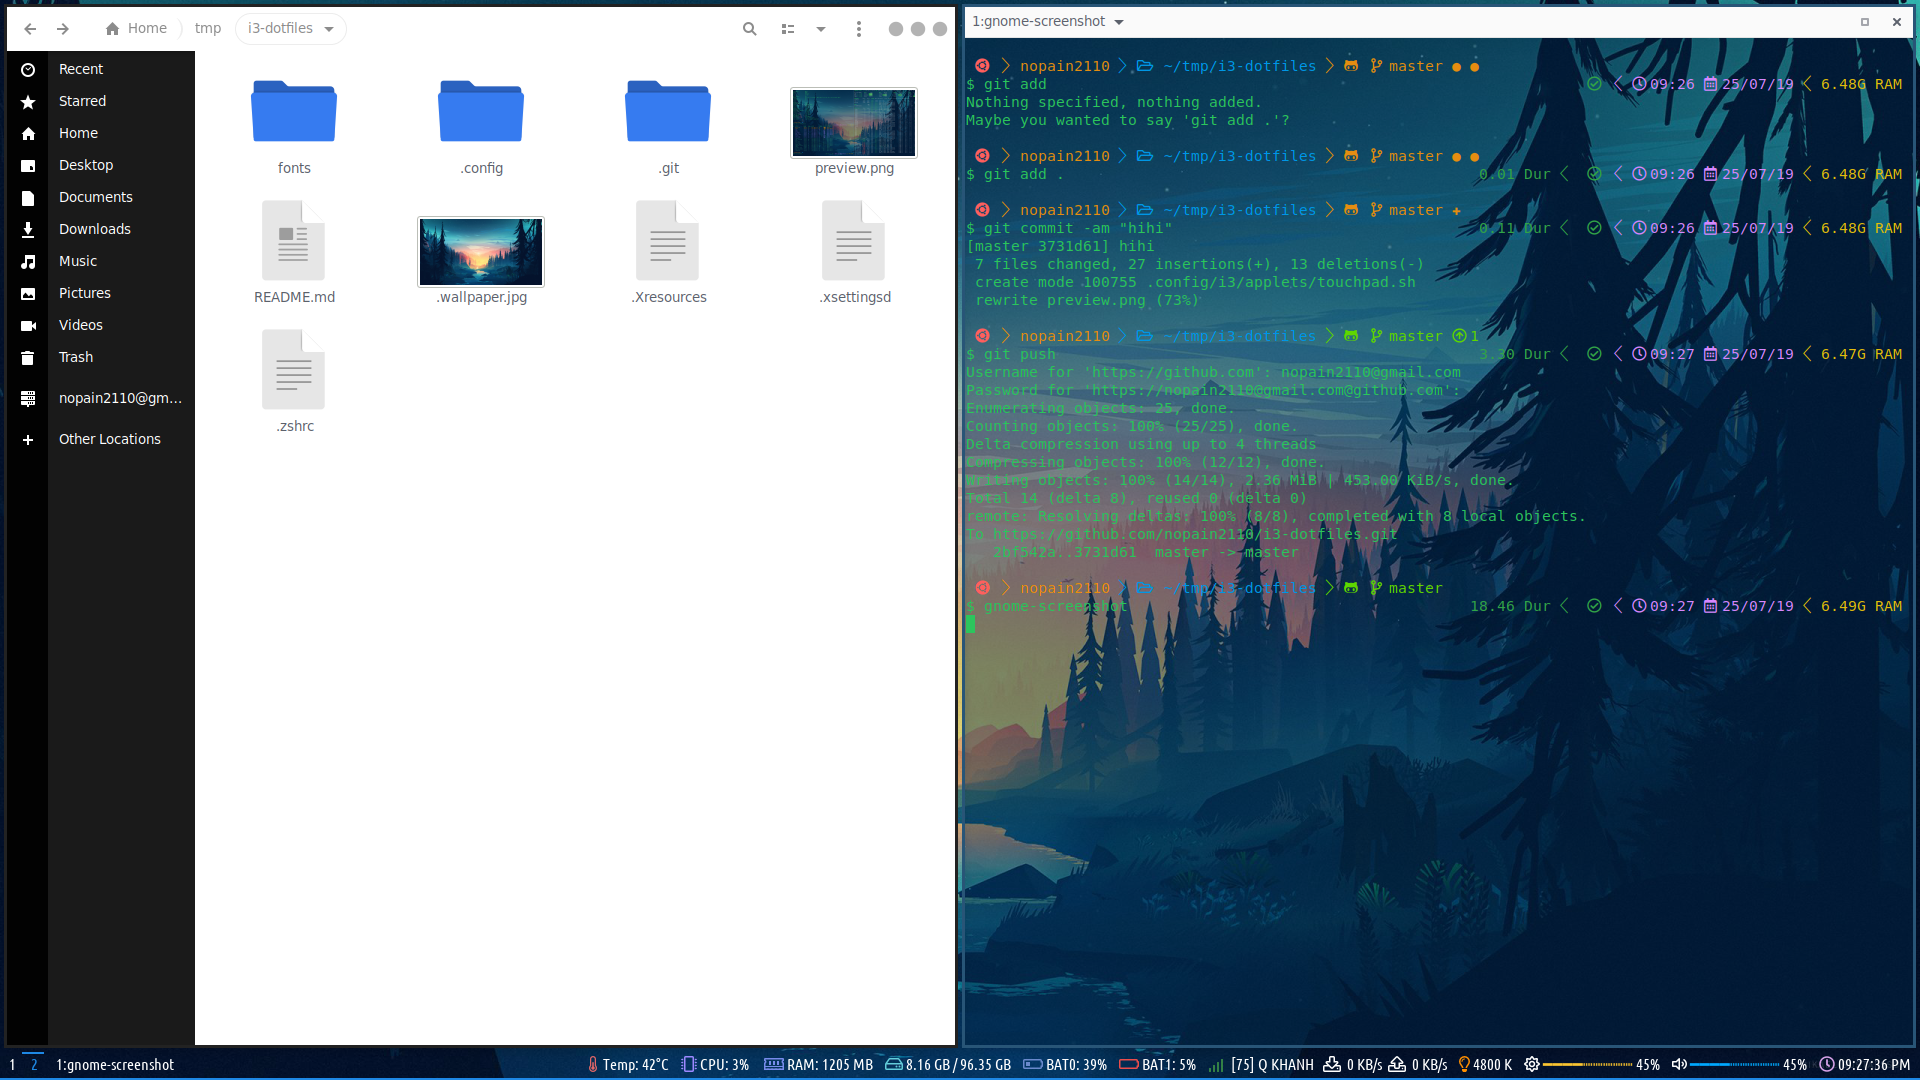 Home tmp i3-dotfiles
Recent
Starred
Home
Desktop
Documents
Downloads
Music
Pictures
Videos
Trash
nopain2110@gm...
Other Locations
fonts .config .git preview.png
README.md .wallpaper.jpg .Xresources .xsettingsd
.zshrc
1:gnome-screenshot
nopain2110 ~/tmp/i3-dotfiles master ● ●
$ git add 09:26 25/07/19 6.48G RAM
Nothing specified, nothing added.
Maybe you wanted to say 'git add .'?
nopain2110 ~/tmp/i3-dotfiles master ● ●
$ git add . 0.01 Dur 09:26 25/07/19 6.48G RAM
nopain2110 ~/tmp/i3-dotfiles master +
$ git commit -am "hihi" 0.11 Dur 09:26 25/07/19 6.48G RAM
[master 3731d61] hihi
7 files changed, 27 insertions(+), 13 deletions(-)
create mode 100755 .config/i3/applets/touchpad.sh
rewrite preview.png (73%)
nopain2110 ~/tmp/i3-dotfiles master 1
$ git push 3.30 Dur 09:27 25/07/19 6.47G RAM
Username for 'https://github.com': nopain2110@gmail.com
Password for 'https://nopain2110@gmail.com@github.com':
Enumerating objects: 25, done.
Counting objects: 100% (25/25), done.
Delta compression using up to 4 threads
Compressing objects: 100% (12/12), done.
Writing objects: 100% (14/14), 2.36 MiB | 453.00 KiB/s, done.
Total 14 (delta 8), reused 0 (delta 0)
remote: Resolving deltas: 100% (8/8), completed with 8 local objects.
To https://github.com/nopain2110/i3-dotfiles.git
2bf542a..3731d61 master -> master
nopain2110 ~/tmp/i3-dotfiles master
$ gnome-screenshot 18.46 Dur 09:27 25/07/19 6.49G RAM
1 2 1:gnome-screenshot Temp: 42°C CPU: 3% RAM: 1205 MB 8.16 GB / 96.35 GB BAT0: 39% BAT1: 5% [75] Q KHANH 0 KB/s 0 KB/s 4800 K 45% 45% 09:27:36 PM